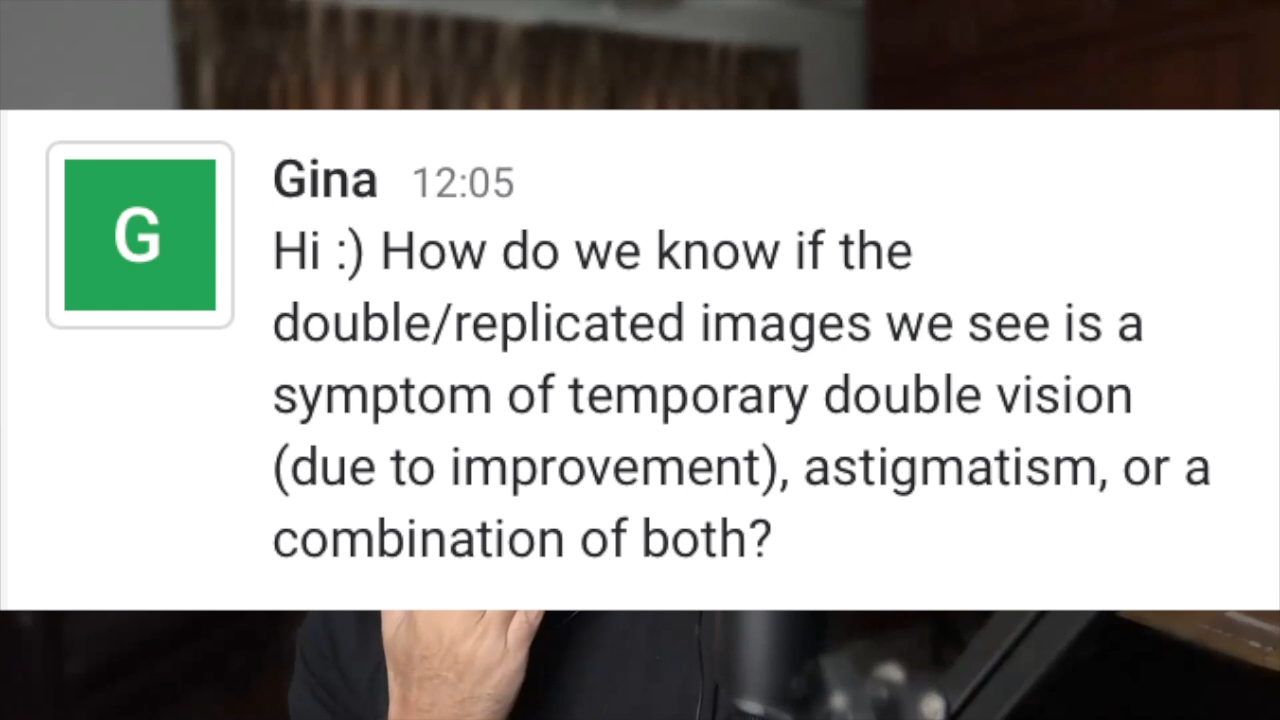 G
Gina 12:05
Hi :) How do we know if the
double/replicated images we see is a
symptom of temporary double vision
(due to improvement), astigmatism, or a
combination of both?